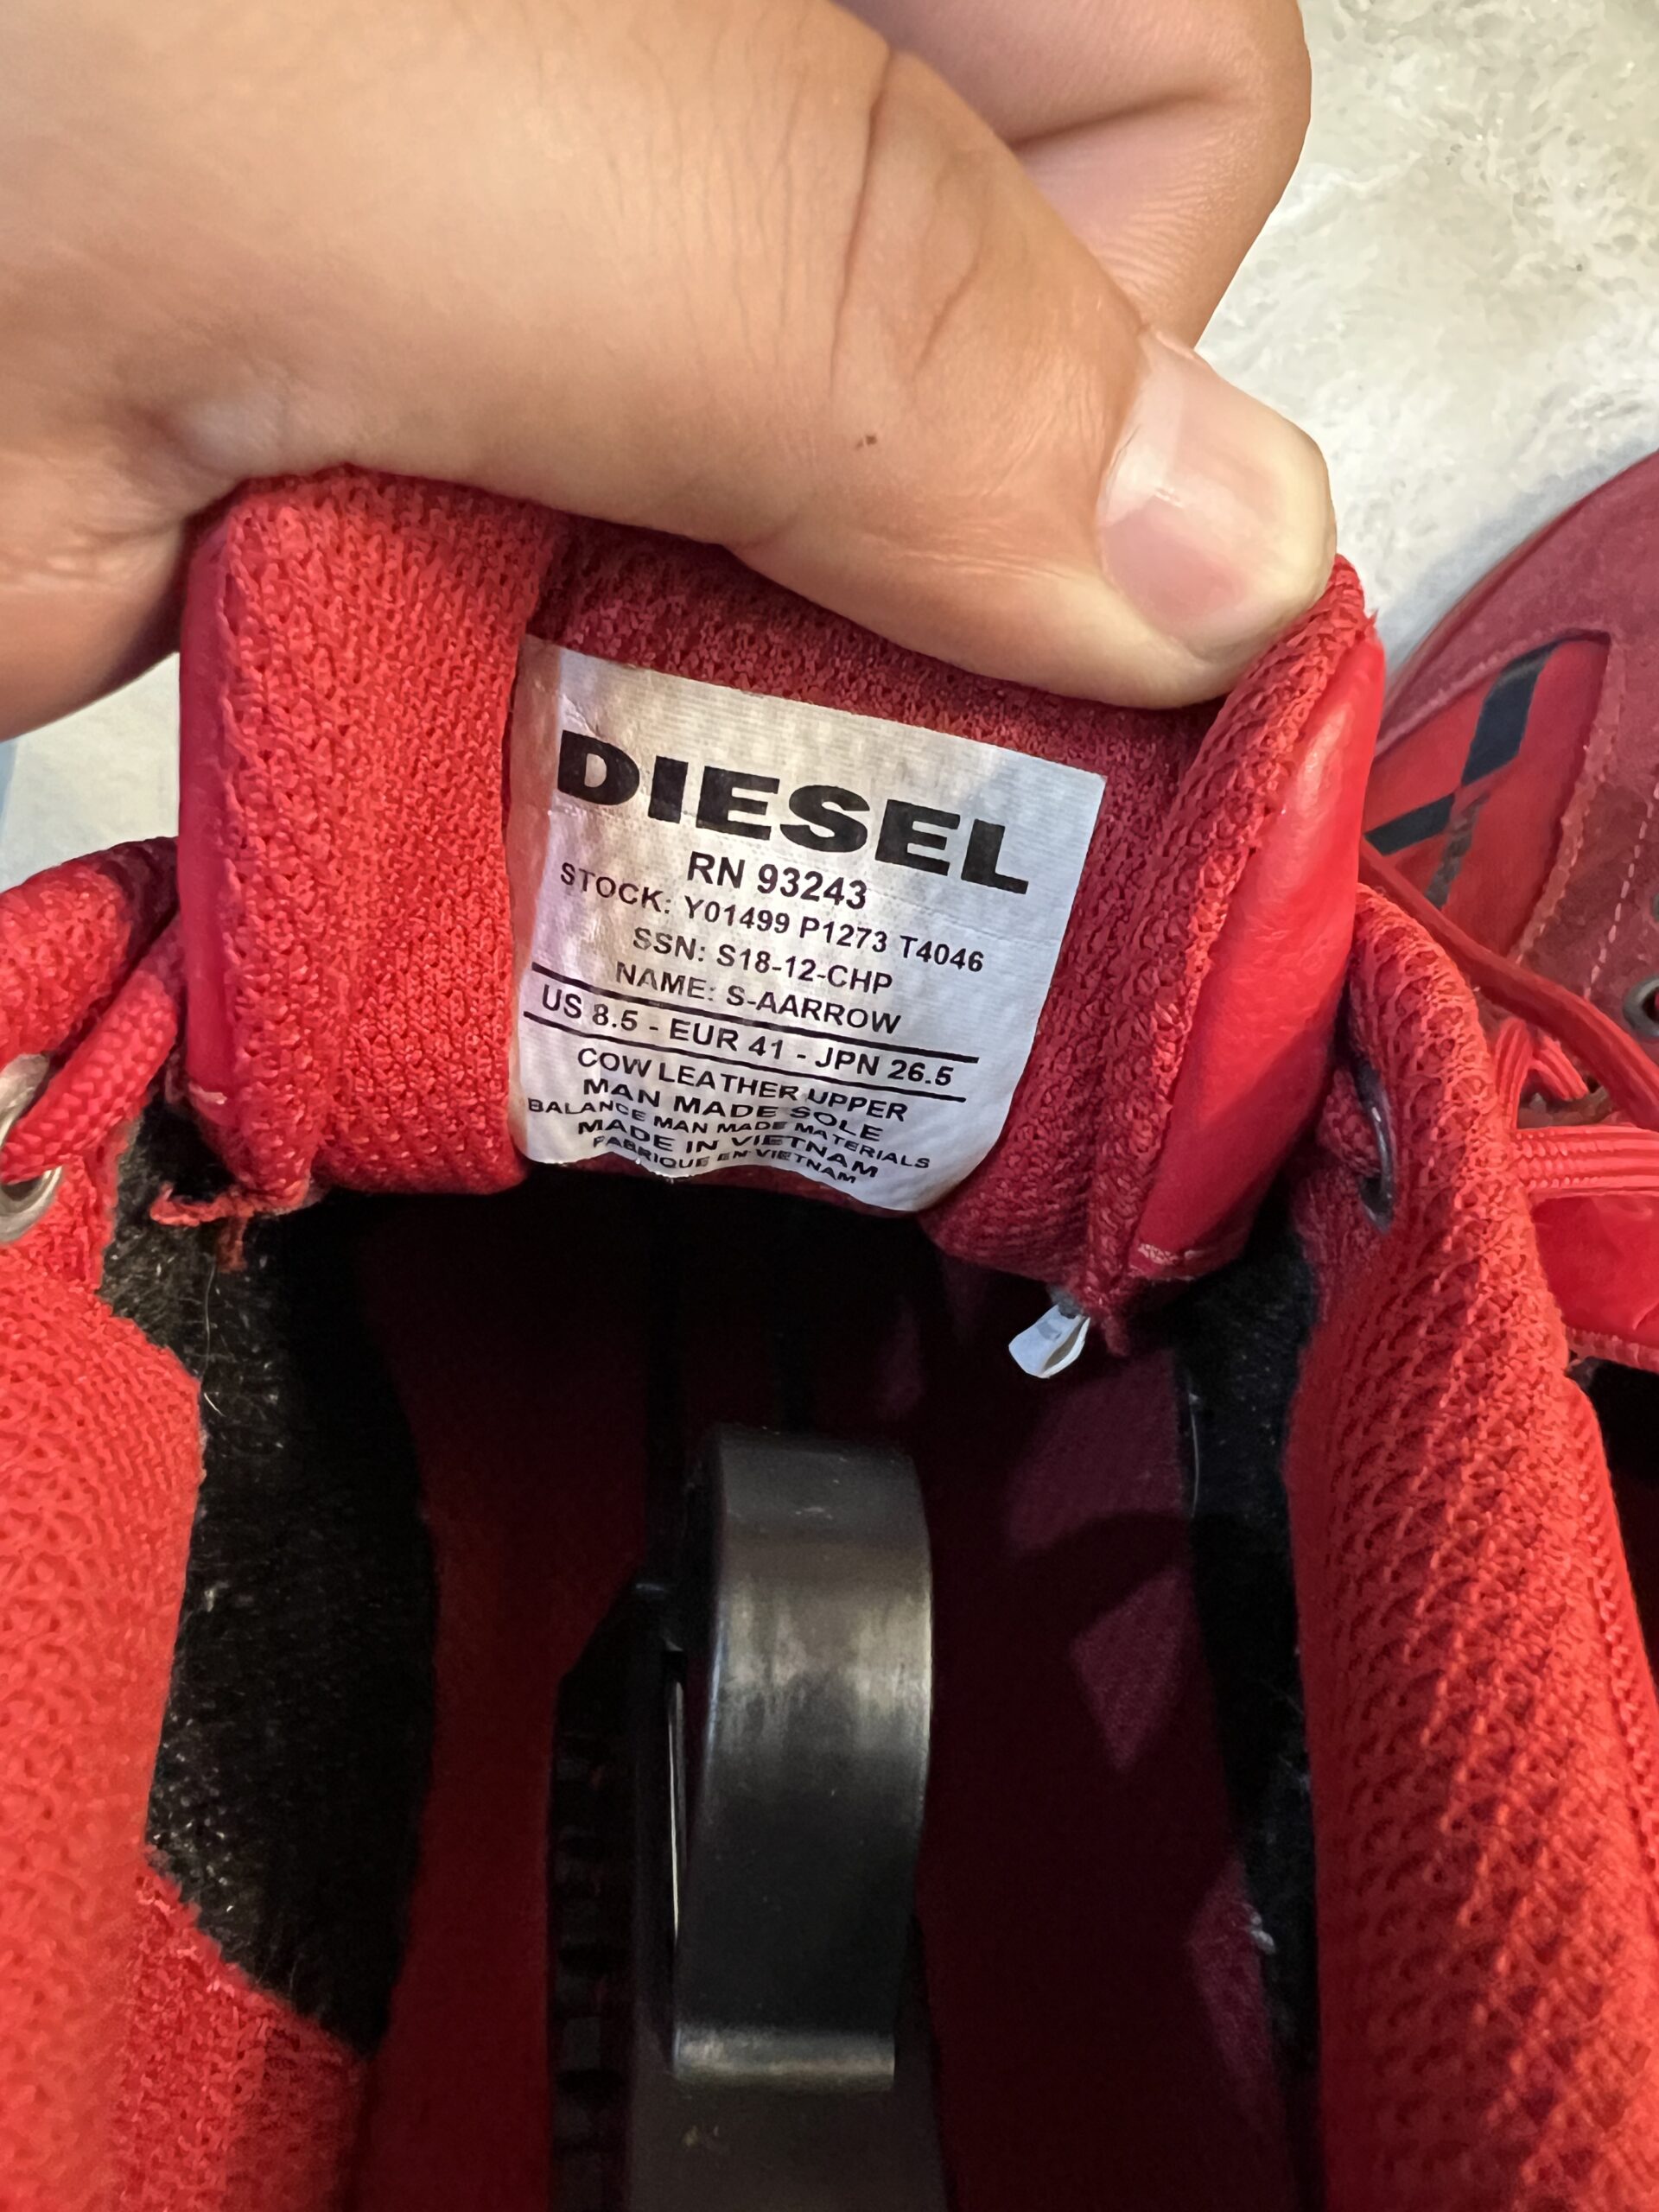 DIESEL
RN 93243
STOCK: Y01499 P1273 T4046
SSN: S18-12-CHP
NAME: S-AARROW
US 8.5 - EUR 41 - JPN 26.5
COW LEATHER UPPER
MAN MADE SOLE
BALANCE MAN MADE MATERIALS
MADE IN VIETNAM
FABRIQUE EN VIETNAM